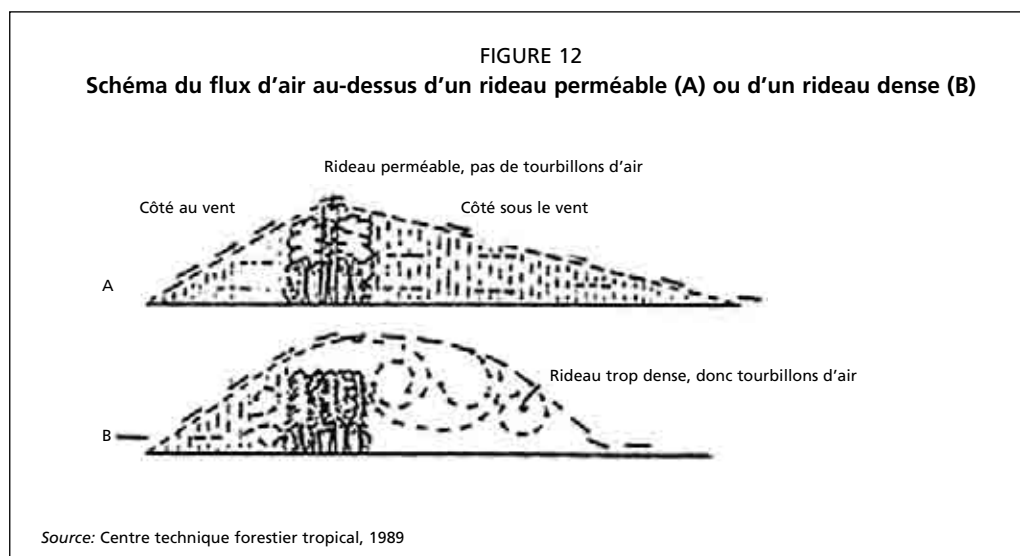 FIGURE 12
Schéma du flux d'air au-dessus d'un rideau perméable (A) ou d'un rideau dense (B)
Rideau perméable, pas de tourbillons d'air
Côté au vent
Côté sous le vent
A
Rideau trop dense, donc tourbillons d'air
B
Source: Centre technique forestier tropical, 1989